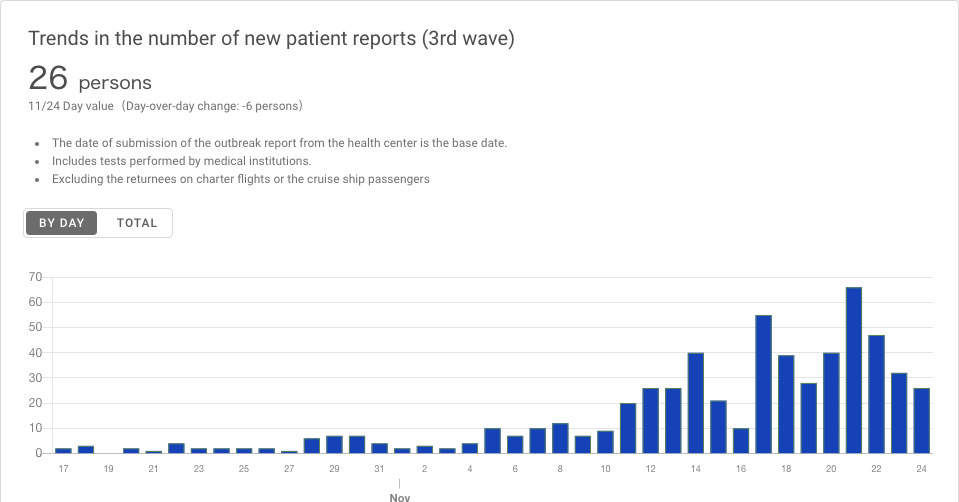 Trends in the number of new patient reports (3rd wave)
26 persons
11/24 Day value（Day-over-day change: -6 persons）
• The date of submission of the outbreak report from the health center is the base date.
• Includes tests performed by medical institutions.
• Excluding the returnees on charter flights or the cruise ship passengers
BY DAY TOTAL
70
60
50
40
30
20
10
0
17 19 21 23 25 27 29 31 2 4 6 8 10 12 14 16 18 20 22 24
Nov